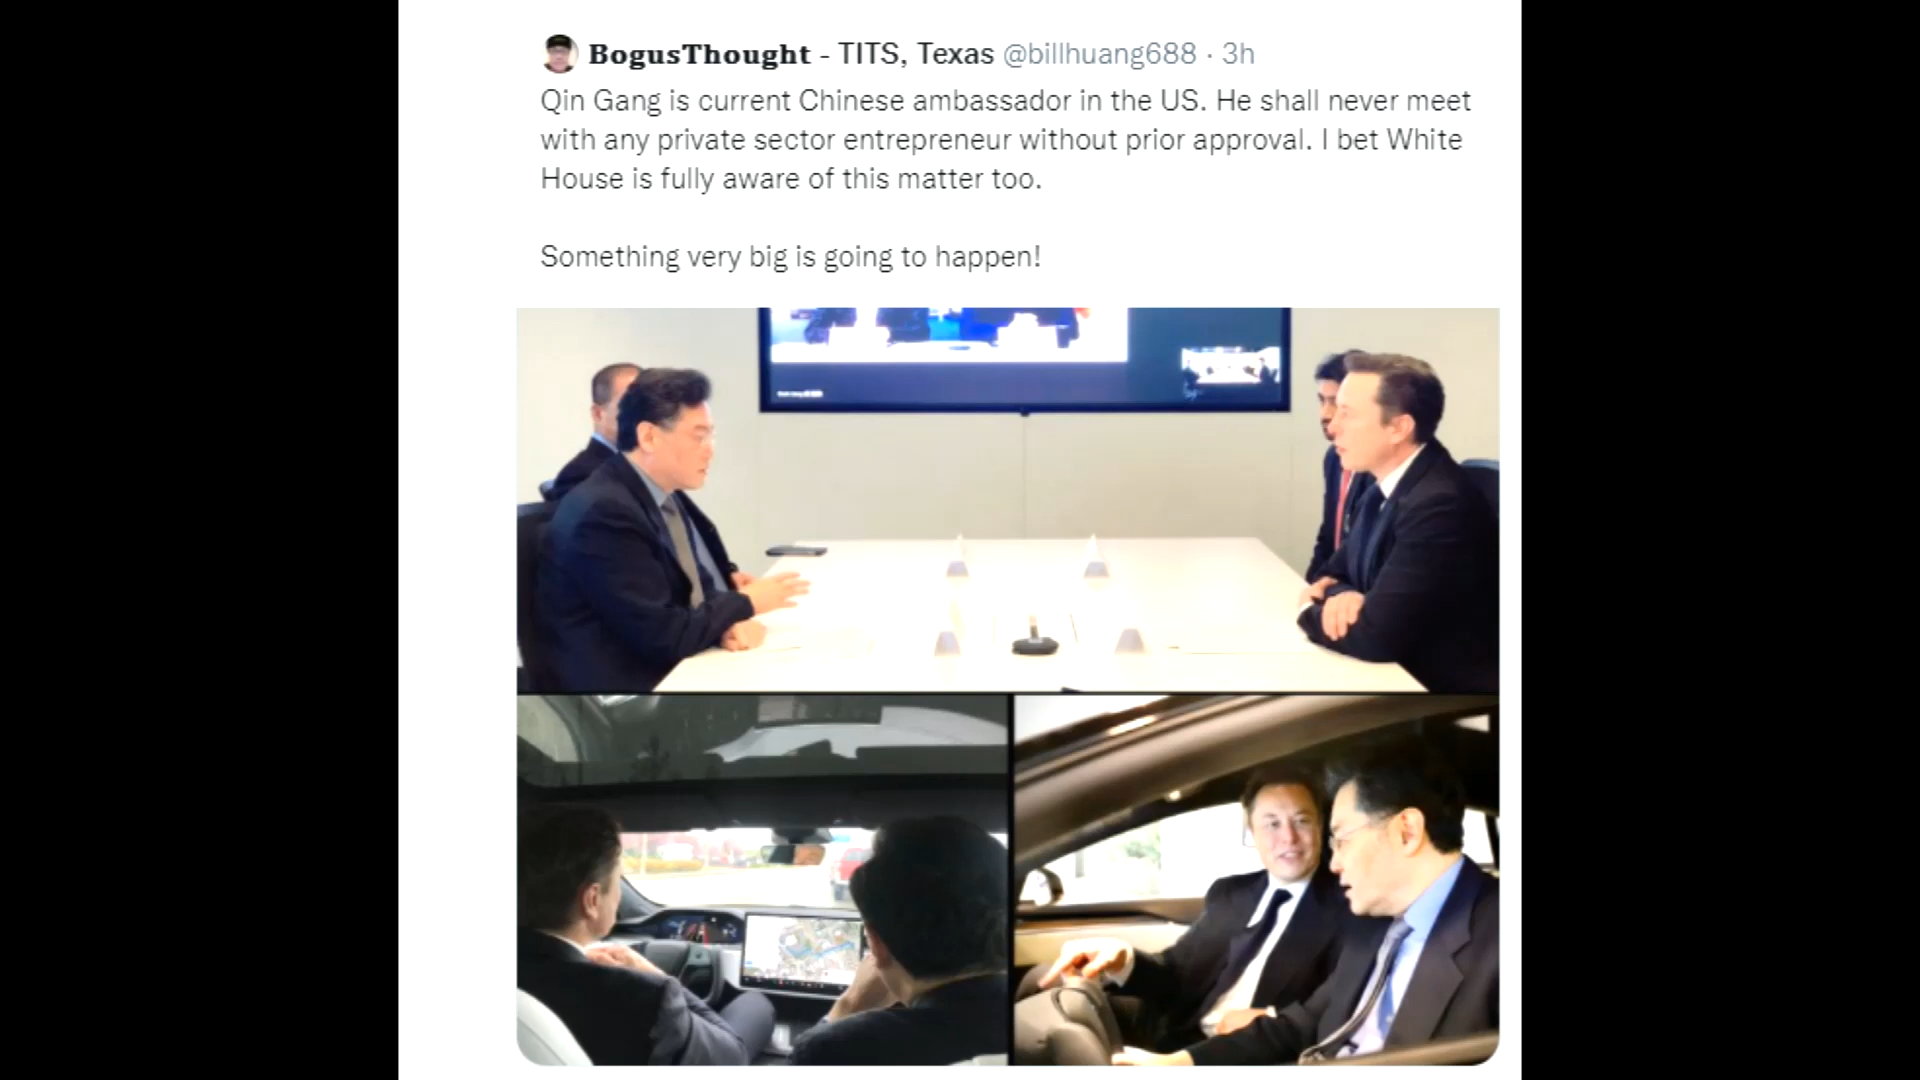 BogusThought - TITS, Texas @billhuang688 · 3h
Qin Gang is current Chinese ambassador in the US. He shall never meet
with any private sector entrepreneur without prior approval. I bet White
House is fully aware of this matter too.
Something very big is going to happen!